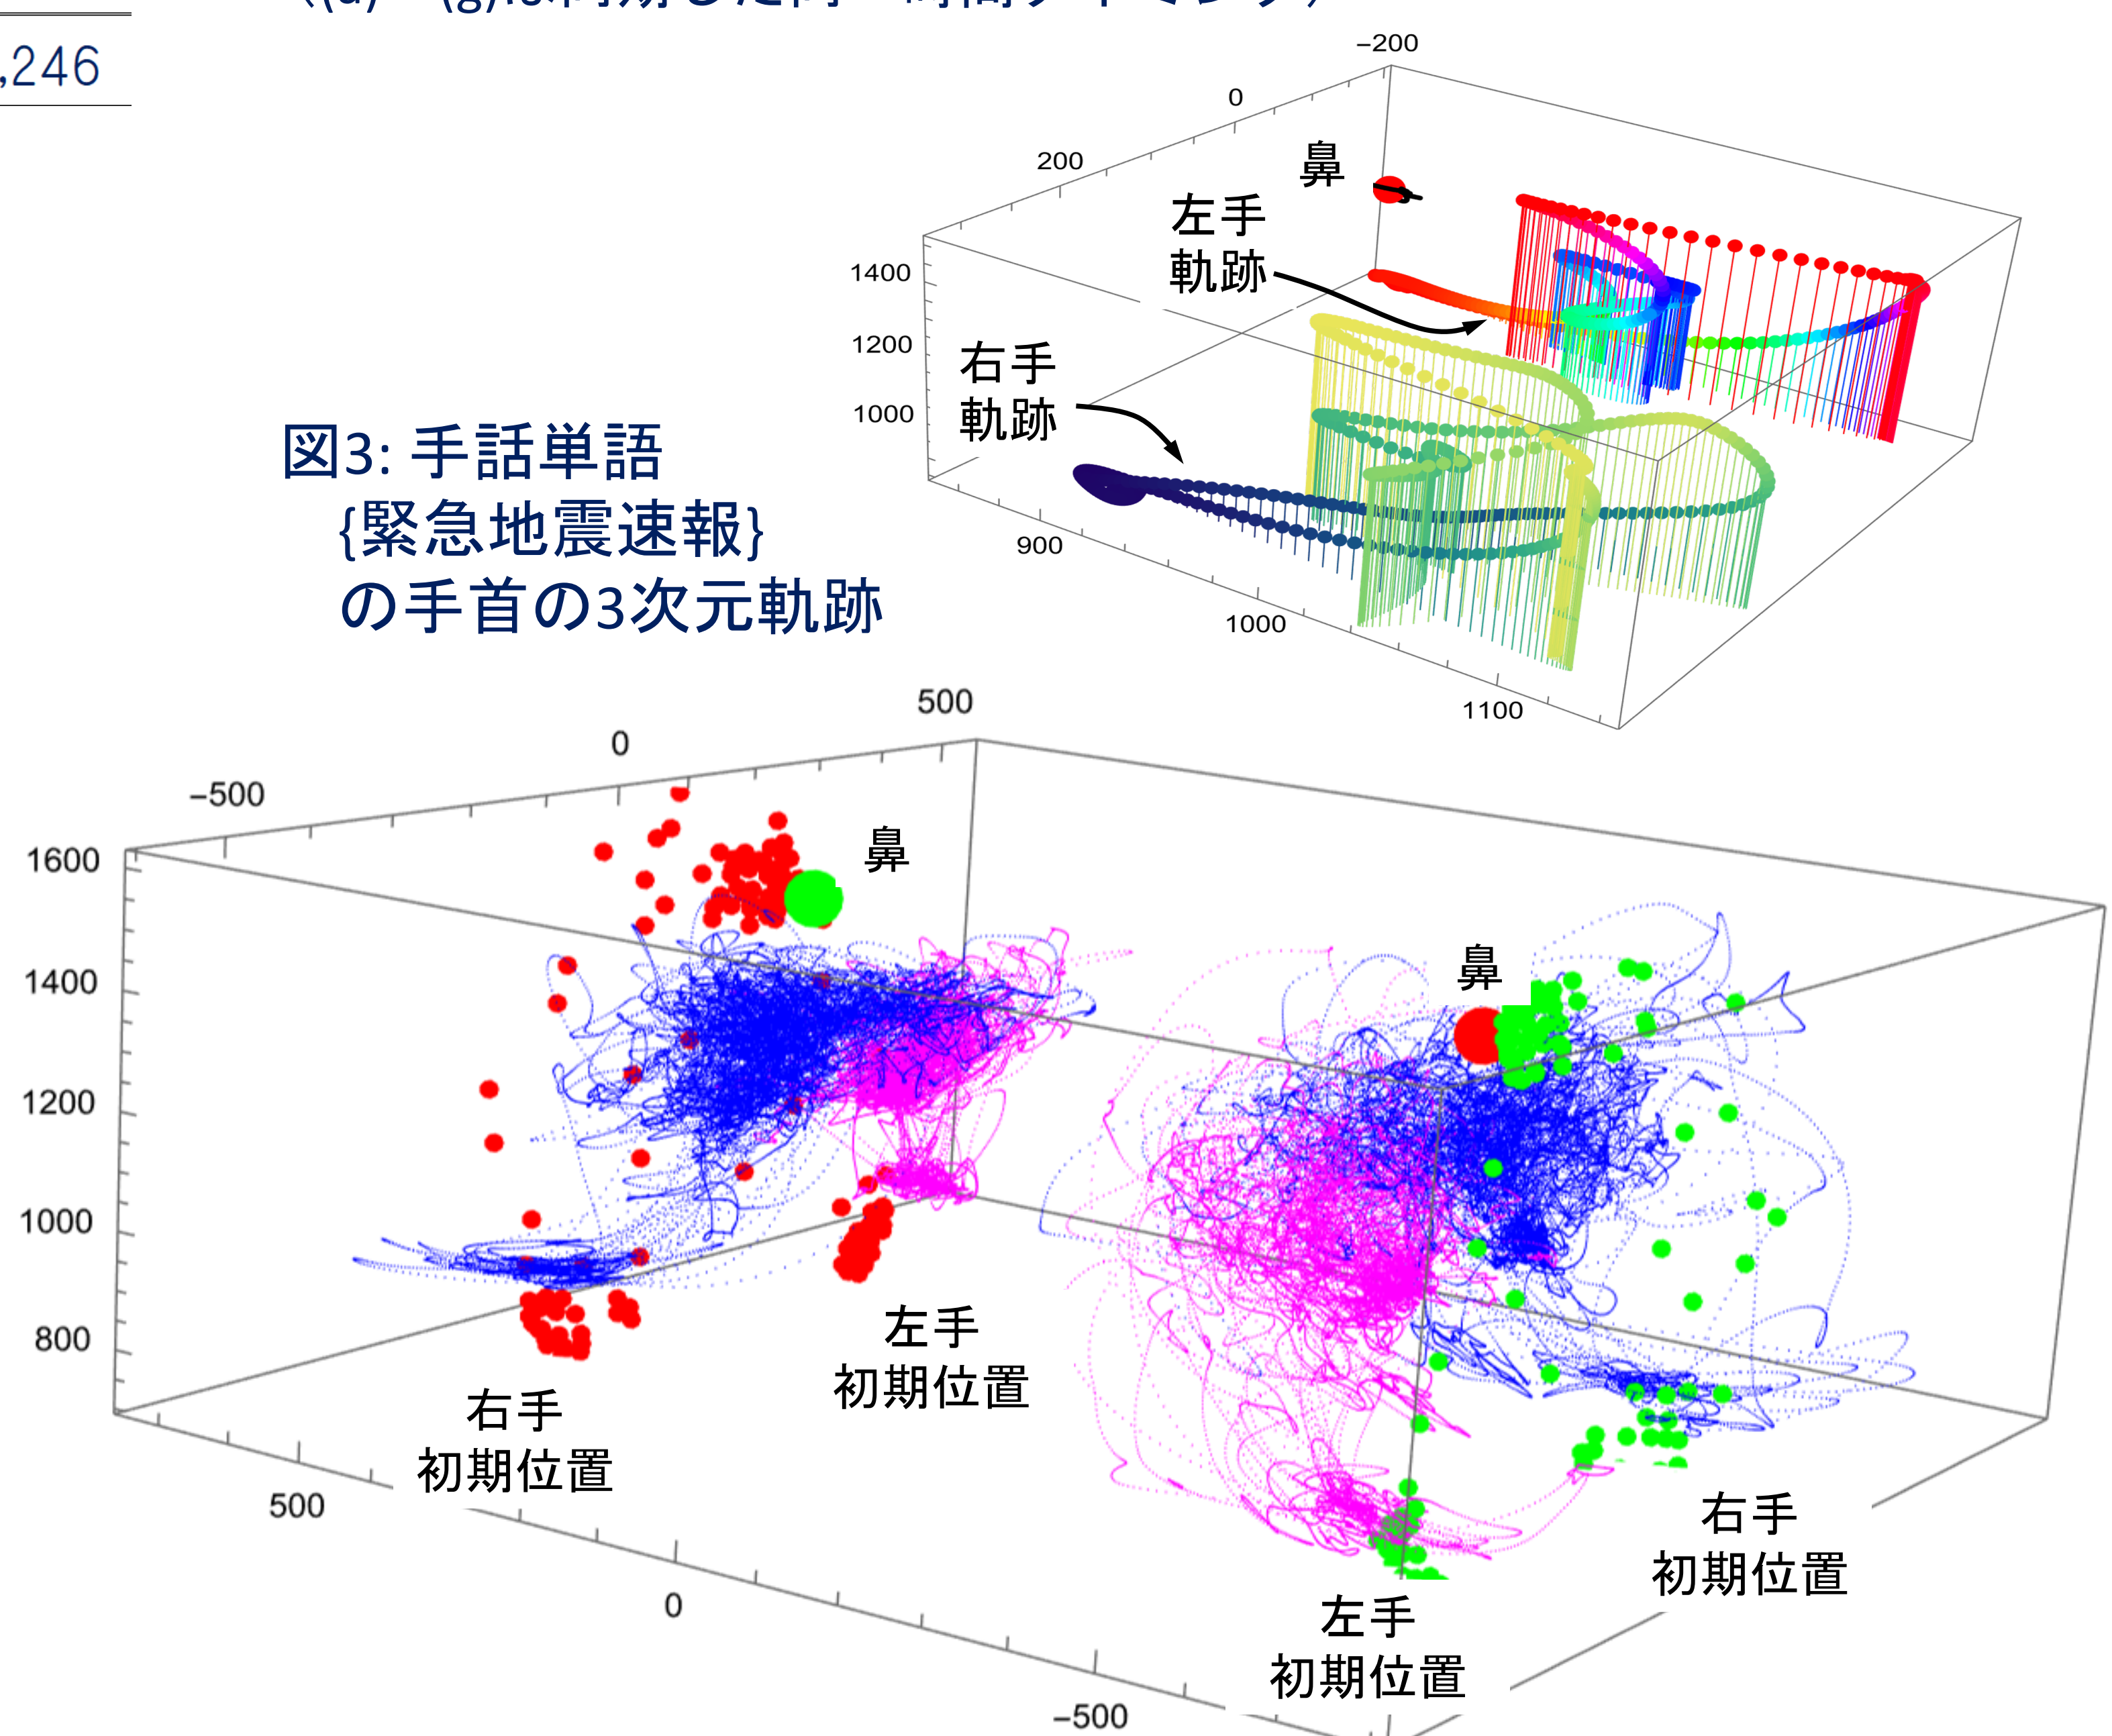 ,246
-200
0
200
鼻
左手
軌跡
1400
1200
1000
右手
軌跡
900
1000
1100
図3: 手話単語
{緊急地震速報}
の手首の3次元軌跡
500
0
-500
1600
1400
1200
1000
800
鼻
鼻
左手
初期位置
右手
初期位置
500
0
-500
右手
初期位置
左手
初期位置